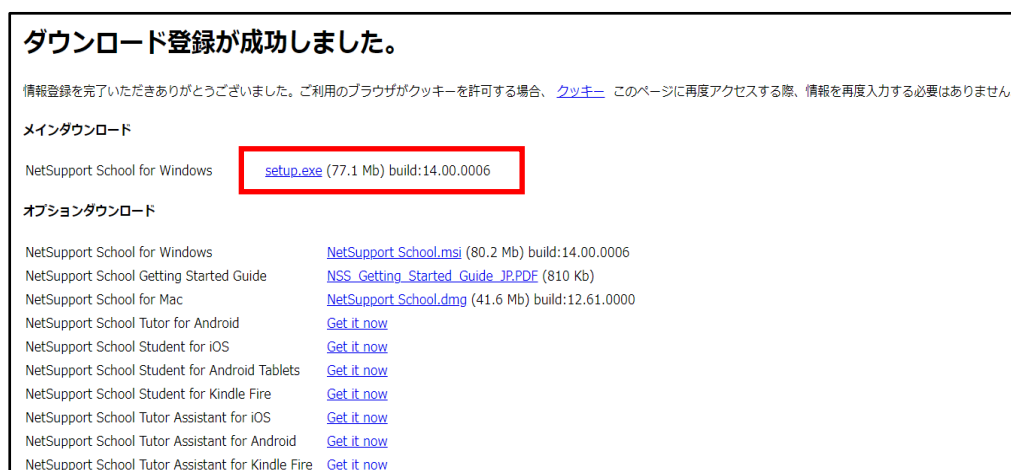 ダウンロード登録が成功しました。
情報登録を完了いただきありがとうございました。ご利用のブラウザがクッキーを許可する場合、 クッキー このページに再度アクセスする際、情報を再度入力する必要はありません
メインダウンロード
NetSupport School for Windows setup.exe (77.1 Mb) build:14.00.0006
オプションダウンロード
NetSupport School for Windows NetSupport School.msi (80.2 Mb) build:14.00.0006
NetSupport School Getting Started Guide NSS_Getting_Started_Guide_JP.PDF (810 Kb)
NetSupport School for Mac NetSupport School.dmg (41.6 Mb) build:12.61.0000
NetSupport School Tutor for Android Get it now
NetSupport School Student for iOS Get it now
NetSupport School Student for Android Tablets Get it now
NetSupport School Student for Kindle Fire Get it now
NetSupport School Tutor Assistant for iOS Get it now
NetSupport School Tutor Assistant for Android Get it now
NetSupport School Tutor Assistant for Kindle Fire Get it now